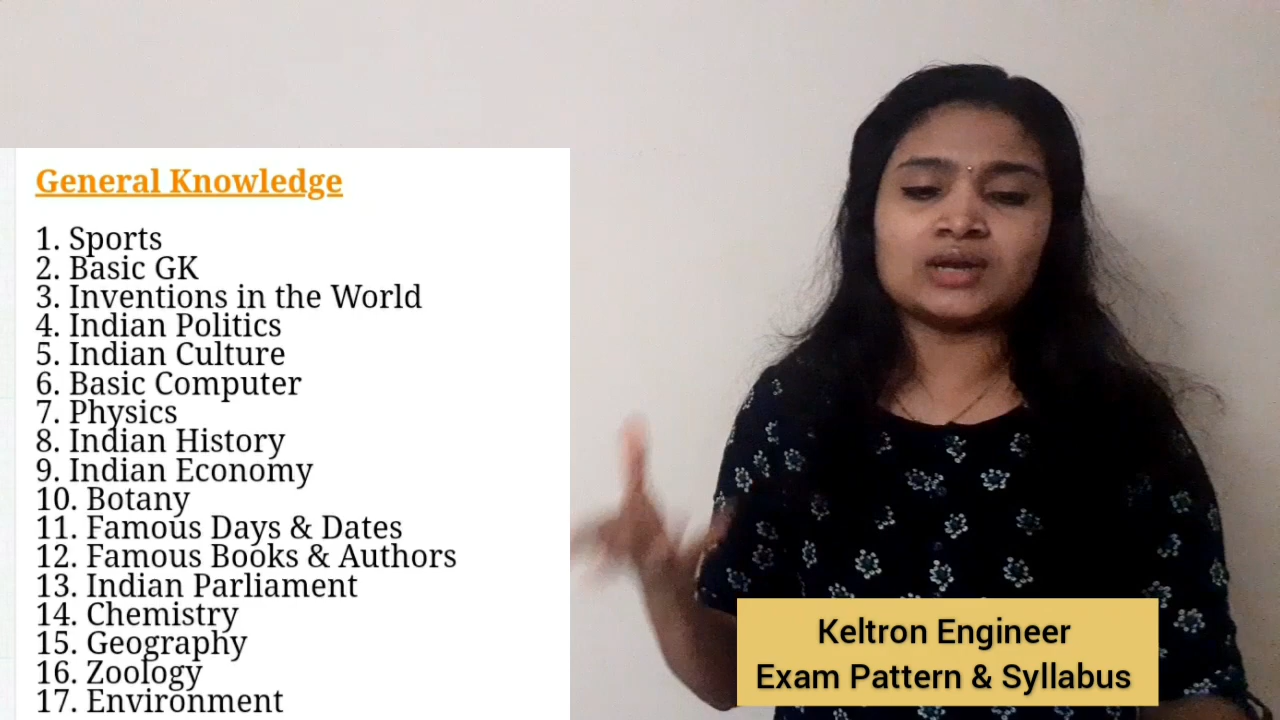 General Knowledge
1. Sports
2. Basic GK
3. Inventions in the World
4. Indian Politics
5. Indian Culture
6. Basic Computer
7. Physics
8. Indian History
9. Indian Economy
10. Botany
11. Famous Days & Dates
12. Famous Books & Authors
13. Indian Parliament
14. Chemistry
15. Geography
16. Zoology
17. Environment
Keltron Engineer
Exam Pattern & Syllabus